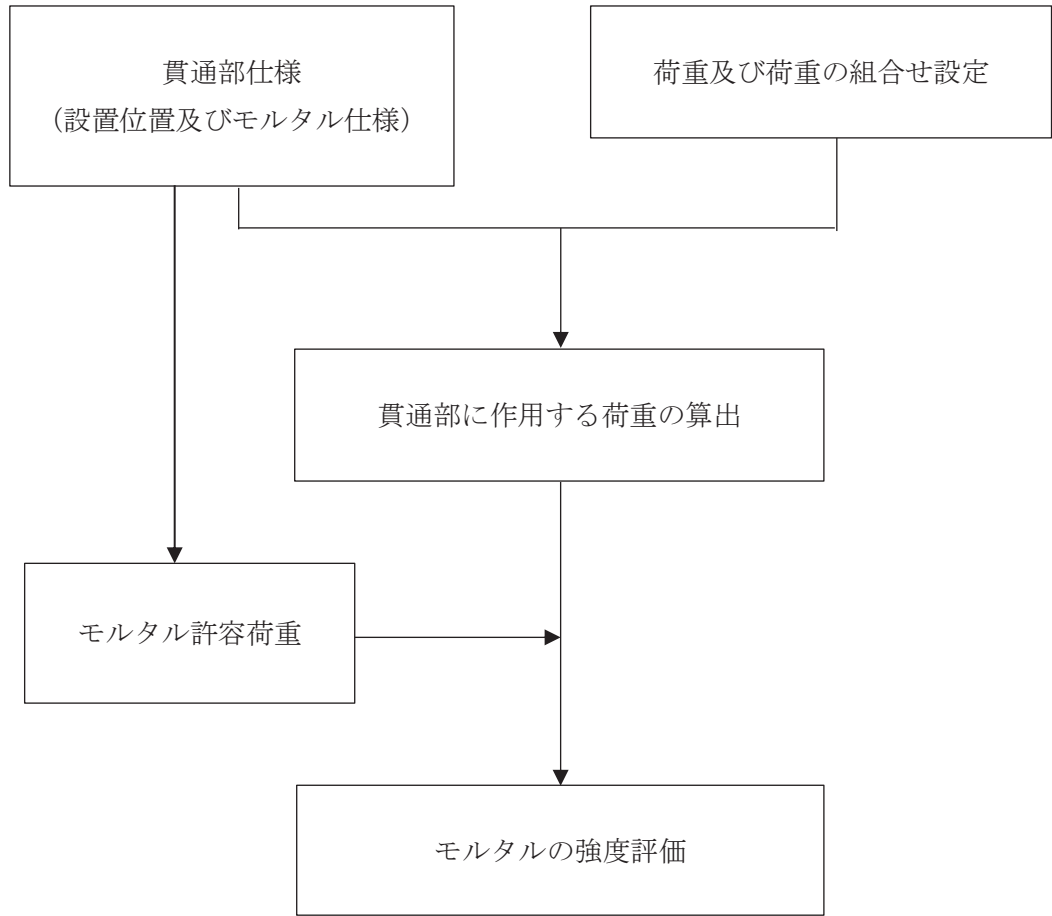 貫通部仕様
(設置位置及びモルタル仕様)
荷重及び荷重の組合せ設定
貫通部に作用する荷重の算出
モルタル許容荷重
モルタルの強度評価